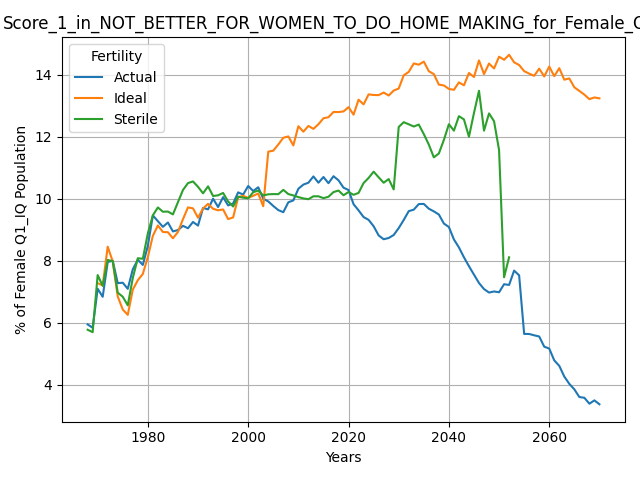 Score_1_in_NOT_BETTER_FOR_WOMEN_TO_DO_HOME_MAKING_for_Female_
Fertility
Actual
Ideal
Sterile
% of Female Q1_IQ Population
14
12
10
8
6
4
1980
2000
2020
2040
2060
Years